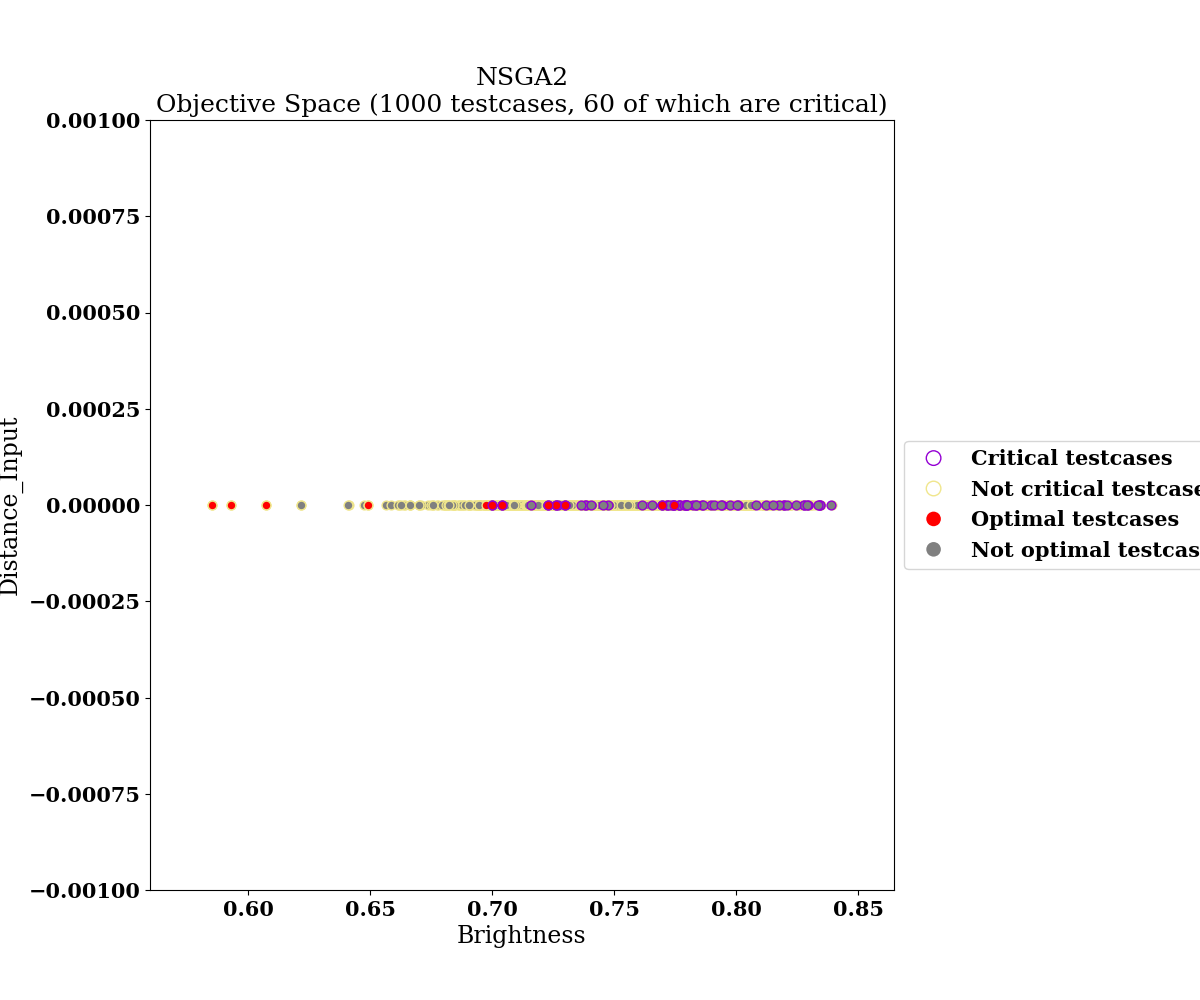 NSGA2
Objective Space (1000 testcases, 60 of which are critical)
0.00100
0.00075
0.00050
0.00025
0.00000
−0.00025
−0.00050
−0.00075
−0.00100
Distance_Input
0.60 0.65 0.70 0.75 0.80 0.85
Brightness
Critical testcases
Not critical testcase
Optimal testcases
Not optimal testcas